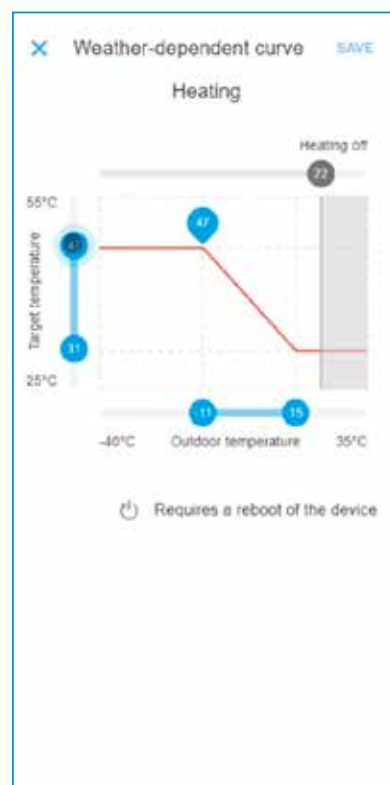 Weather-dependent curve SAVE
Heating
Heating off
22
55°C
Target temperature
47
47
31
25°C
-11 15
-40°C Outdoor temperature 35°C
Requires a reboot of the device